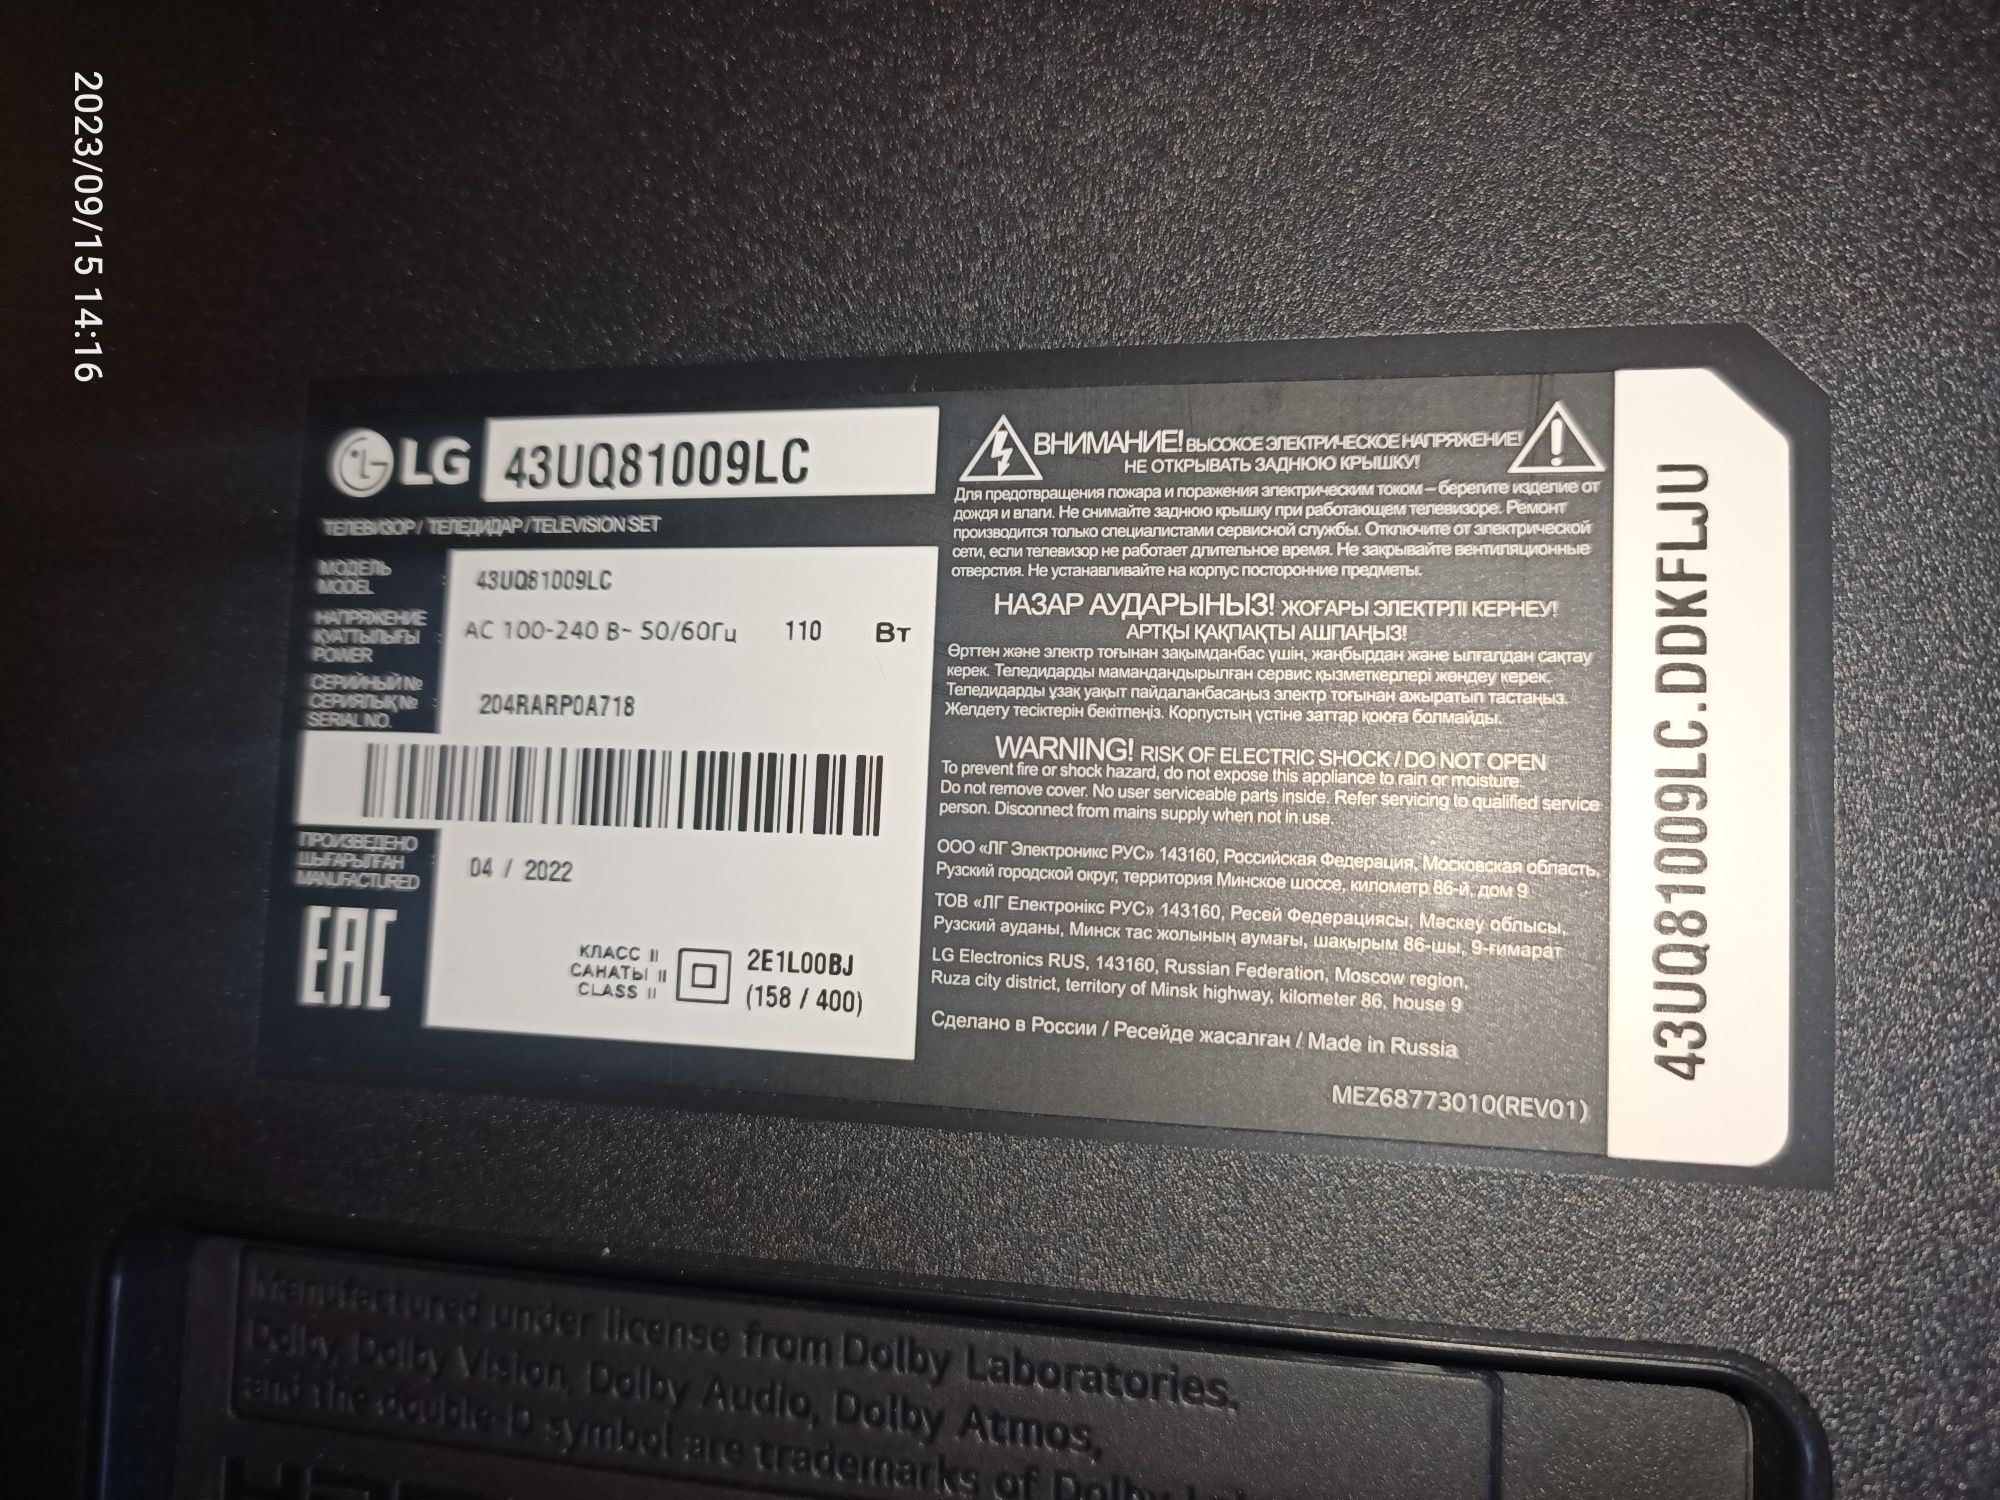 2023/09/15 14:16
LG 43UQ81009LC
ТЕЛЕВИЗОР / ТЕЛЕДИДАР / TELEVISION SET
МОДЕЛЬ
MODEL
: 43UQ81009LC
НАПРЯЖЕНИЕ
ҚУАТТЫЛЫҒЫ
POWER
: AC 100-240 В~ 50/60Гц 110 Вт
СЕРИЙНЫЙ №
СЕРИЯЛЫҚ №
SERIAL NO.
: 204RARP0A718
ПРОИЗВЕДЕНО
ШЫҒАРЫЛҒАН
MANUFACTURED
: 04 / 2022
EAC
КЛАСС II
САНАТЫ II
CLASS II
2E1L00BJ
(158 / 400)
ВНИМАНИЕ! ВЫСОКОЕ ЭЛЕКТРИЧЕСКОЕ НАПРЯЖЕНИЕ!
НЕ ОТКРЫВАТЬ ЗАДНЮЮ КРЫШКУ!
Для предотвращения пожара и поражения электрическим током – берегите изделие от
дождя и влаги. Не снимайте заднюю крышку при работающем телевизоре. Ремонт
производится только специалистами сервисной службы. Отключите от электрической
сети, если телевизор не работает длительное время. Не закрывайте вентиляционные
отверстия. Не устанавливайте на корпус посторонние предметы.
НАЗАР АУДАРЫҢЫЗ! ЖОҒАРЫ ЭЛЕКТРЛІ КЕРНЕУ!
АРТҚЫ ҚАҚПАҚТЫ АШПАҢЫЗ!
Өрттен және электр тоғынан зақымданбас үшін, жаңбырдан және ылғалдан сақтау
керек. Теледидарды мамандандырылған сервис қызметкерлері жөндеу керек.
Теледидарды ұзақ уақыт пайдаланбасаңыз электр тоғынан ажыратып тастаңыз.
Желдету тесіктерін бекітпеңіз. Корпустың үстіне заттар қоюға болмайды.
WARNING! RISK OF ELECTRIC SHOCK / DO NOT OPEN
To prevent fire or shock hazard, do not expose this appliance to rain or moisture.
Do not remove cover. No user serviceable parts inside. Refer servicing to qualified service
person. Disconnect from mains supply when not in use.
ООО «ЛГ Электроникс РУС» 143160, Российская Федерация, Московская область,
Рузский городской округ, территория Минское шоссе, километр 86-й, дом 9
ТОВ «ЛГ Електронікс РУС» 143160, Ресей Федерациясы, Мәскеу облысы,
Рузский ауданы, Минск тас жолының аумағы, шақырым 86-шы, 9-ғимарат
LG Electronics RUS, 143160, Russian Federation, Moscow region,
Ruza city district, territory of Minsk highway, kilometer 86, house 9
Сделано в России / Ресейде жасалған / Made in Russia
MEZ68773010(REV01)
43UQ81009LC.DDKFLJU
Manufactured under license from Dolby Laboratories.
Dolby, Dolby Vision, Dolby Audio, Dolby Atmos,
and the double-D symbol are trademarks of Dolby